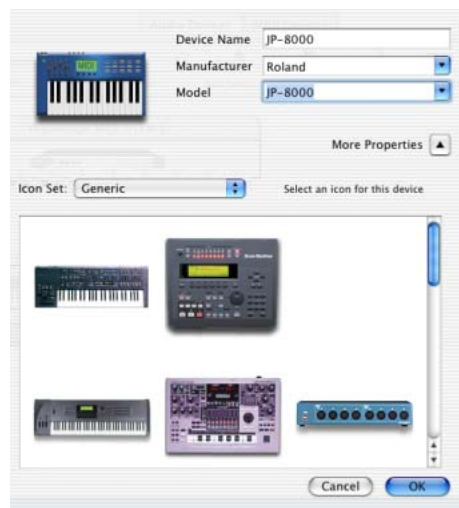 Device Name JP-8000
Manufacturer Roland
Model JP-8000
MIDI
More Properties
Icon Set: Generic
Select an icon for this device
Cancel OK